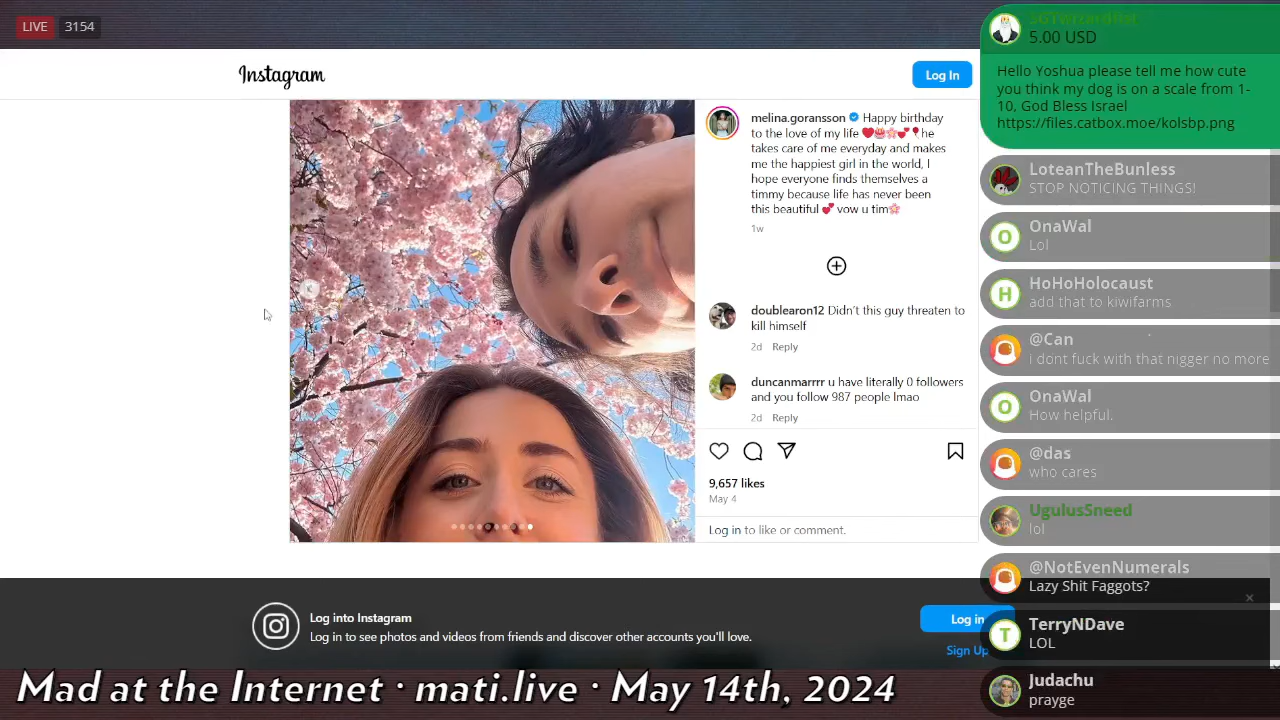 LIVE 3154
Instagram
Log In
melina.goransson Happy birthday
to the love of my life ❤️🎂🌸💕🎈he
takes care of me everyday and makes
me the happiest girl in the world, I
hope everyone finds themselves a
timmy because life has never been
this beautiful 💕 vow u tim🌸
1w
doublearon12 Didn't this guy threaten to
kill himself
2d Reply
duncanmarrrr u have literally 0 followers
and you follow 987 people lmao
2d Reply
9,657 likes
May 4
Log in to like or comment.
Log into Instagram
Log in to see photos and videos from friends and discover other accounts you'll love.
Log in
Sign Up
5.00 USD
Hello Yoshua please tell me how cute
you think my dog is on a scale from 1-
10, God Bless Israel
https://files.catbox.moe/kolsbp.png
LoteanTheBunless
STOP NOTICING THINGS!
O
OnaWal
Lol
H
HoHoHolocaust
add that to kiwifarms
@Can
i dont fuck with that nigger no more
O
OnaWal
How helpful.
@das
who cares
UgulusSneed
lol
@NotEvenNumerals
Lazy Shit Faggots?
T
TerryNDave
LOL
Judachu
prayge
Mad at the Internet · mati.live · May 14th, 2024